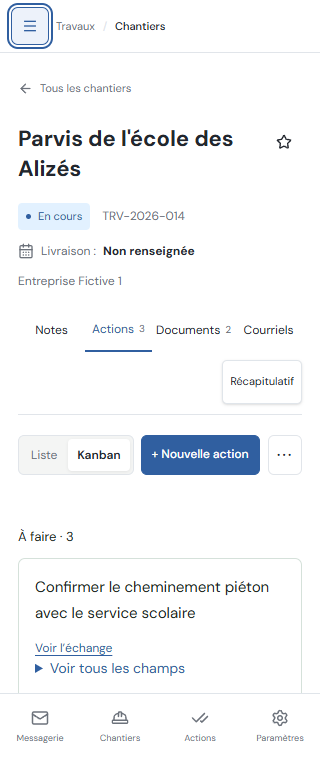 Travaux / Chantiers
Tous les chantiers
Parvis de l'école des
Alizés
En cours TRV-2026-014
Livraison : Non renseignée
Entreprise Fictive 1
Notes Actions 3 Documents 2 Courriels
Récapitulatif
Liste Kanban + Nouvelle action ...
À faire · 3
Confirmer le cheminement piéton
avec le service scolaire
Voir l'échange
Voir tous les champs
Messagerie Chantiers Actions Paramètres